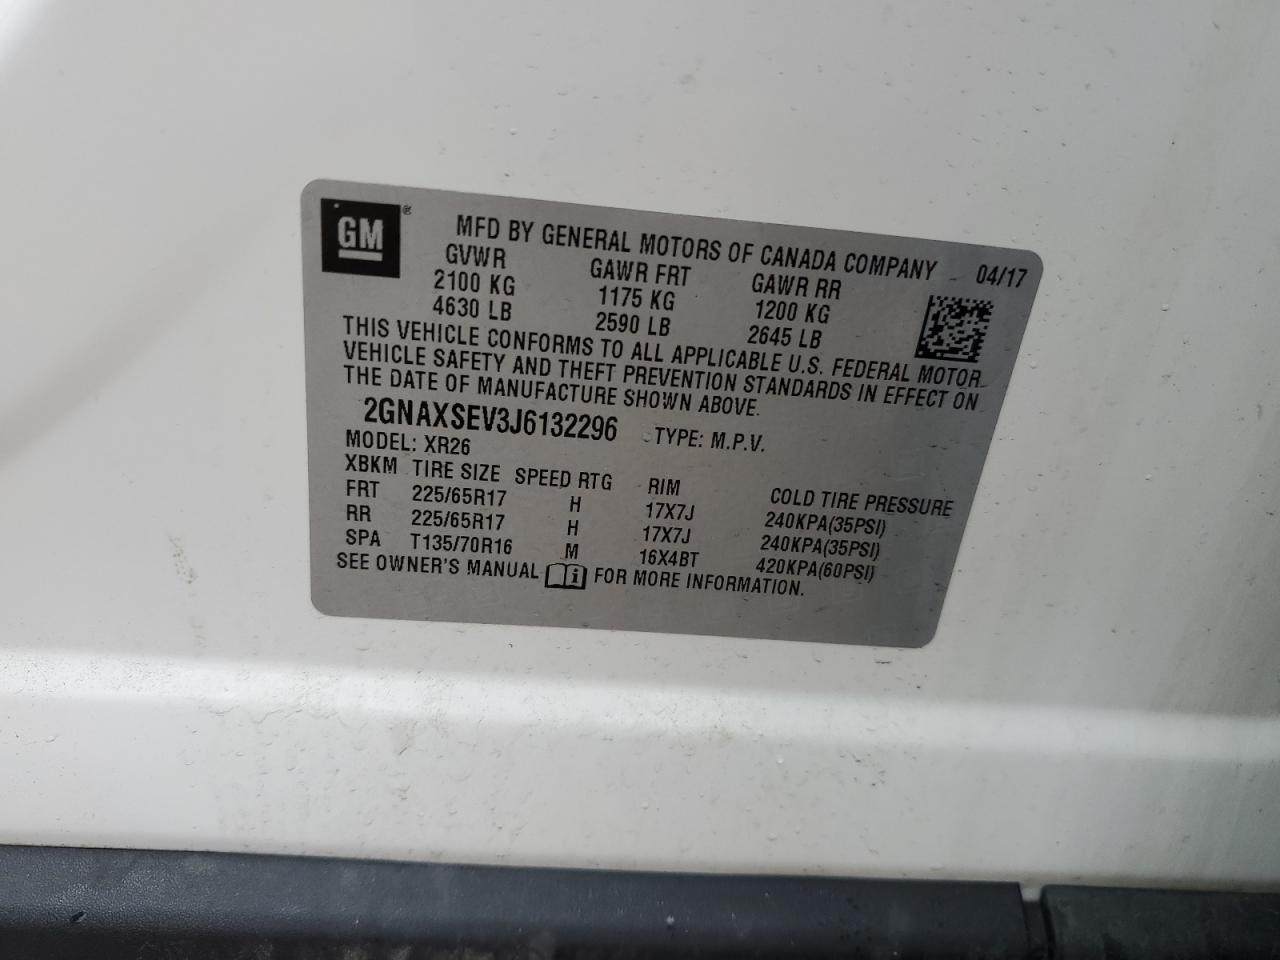 GM®
MFD BY GENERAL MOTORS OF CANADA COMPANY 04/17
GVWR GAWR FRT GAWR RR
2100 KG 1175 KG 1200 KG
4630 LB 2590 LB 2645 LB
THIS VEHICLE CONFORMS TO ALL APPLICABLE U.S. FEDERAL MOTOR
VEHICLE SAFETY AND THEFT PREVENTION STANDARDS IN EFFECT ON
THE DATE OF MANUFACTURE SHOWN ABOVE.
2GNAXSEV3J6132296 TYPE: M.P.V.
MODEL: XR26
XBKM TIRE SIZE SPEED RTG RIM COLD TIRE PRESSURE
FRT 225/65R17 H 17X7J 240KPA(35PSI)
RR 225/65R17 H 17X7J 240KPA(35PSI)
SPA T135/70R16 M 16X4BT 420KPA(60PSI)
SEE OWNER'S MANUAL i FOR MORE INFORMATION.